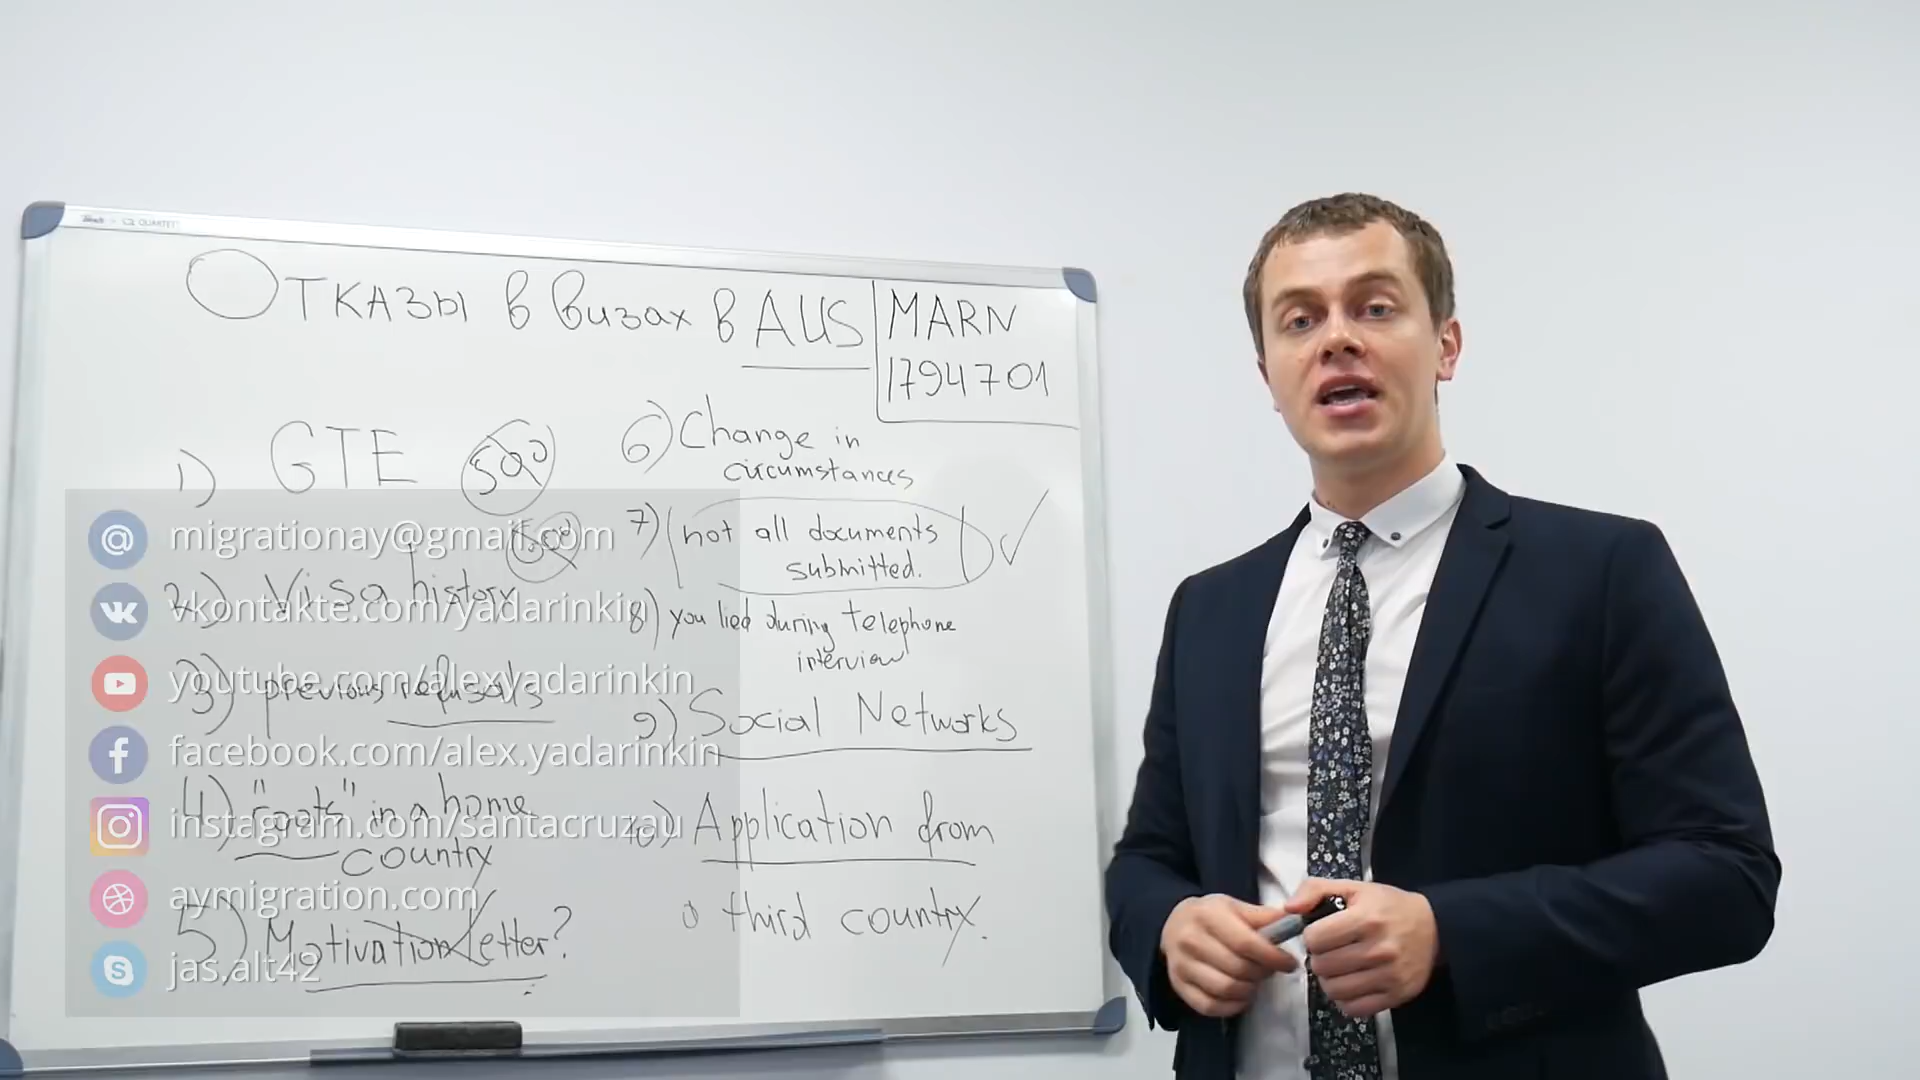 QUARTET
Отказы в визах в AUS
MARN
1794701
1) GTE 500
600
2) Visa history
3) previous refusals
4) "roots" in a home
country
5) Motivation Letter?
6) Change in
circumstances
7) not all documents
submitted.
8) you lied during telephone
interview
9) Social Networks
10) Application from
third country.
migrationay@gmail.com
vkontakte.com/yadarinkin
youtube.com/alexyadarinkin
facebook.com/alex.yadarinkin
instagram.com/santacruzau
aymigration.com
jas.alt42